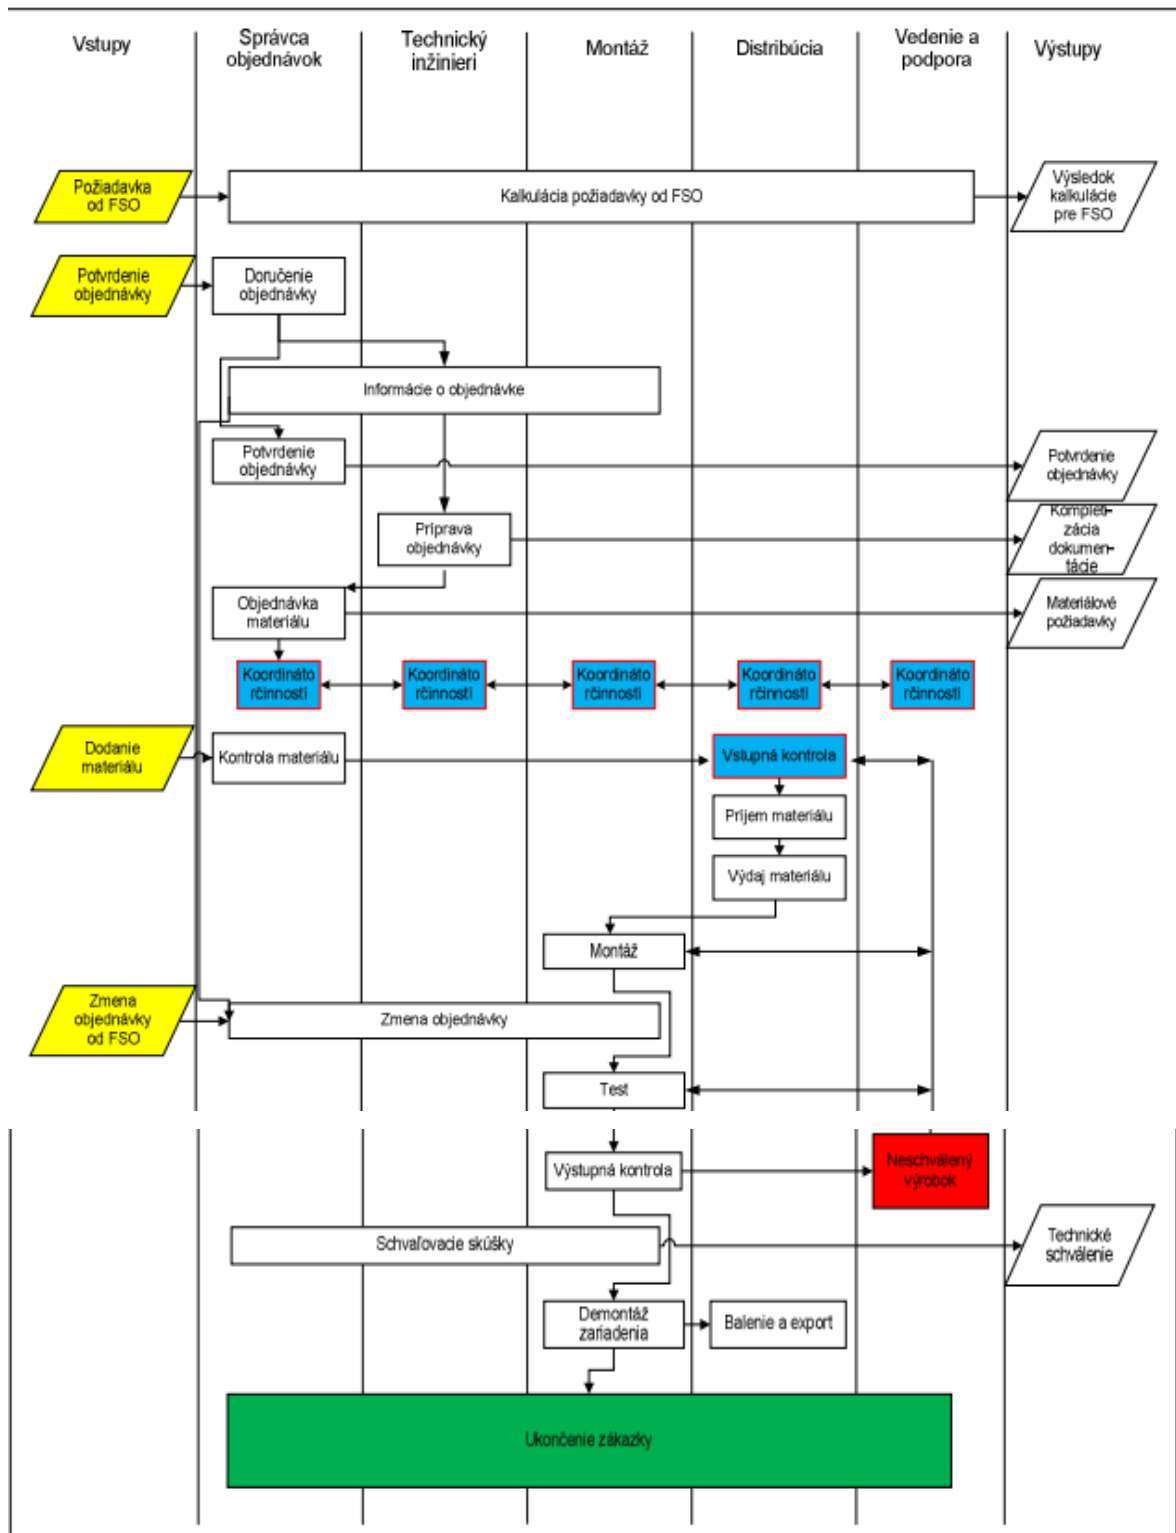 Vstupy
Správca
objednávok
Technický
inžinieri
Montáž
Distribúcia
Vedenie a
podpora
Výstupy
Požiadavka
od FSO
Kalkulácia požiadavky od FSO
Výsledok
kalkulácie
pre FSO
Potvrdenie
objednávky
Doručenie
objednávky
Informácie o objednávke
Potvrdenie
objednávky
Potvrdenie
objednávky
Príprava
objednávky
Kompleti-
zácia
dokumen-
tácie
Objednávka
materiálu
Materiálové
požiadavky
Koordináto
rčinností
Koordináto
rčinností
Koordináto
rčinností
Koordináto
rčinností
Koordináto
rčinností
Dodanie
materiálu
Kontrola materiálu
Vstupná kontrola
Príjem materiálu
Výdaj materiálu
Montáž
Zmena
objednávky
od FSO
Zmena objednávky
Test
Výstupná kontrola
Neschválený
výrobok
Schvaľovacie skúšky
Technické
schválenie
Demontáž
zariadenia
Balenie a export
Ukončenie zákazky